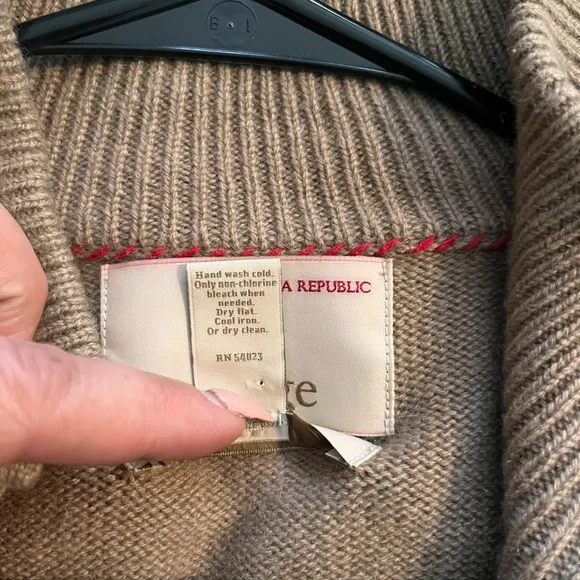 B L
Hand wash cold.
Only non-chlorine
bleach when
needed.
Dry flat.
Cool iron.
Or dry clean.
RN 54023
A REPUBLIC
ge